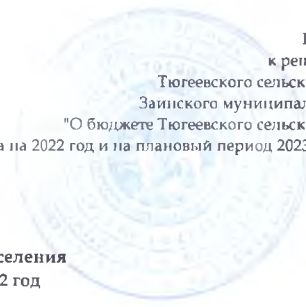 к реш
Тюгеевского сельск
Заинского муниципал
"О бюджете Тюгеевского сельск
а на 2022 год и на плановый период 2023
селения
2 год